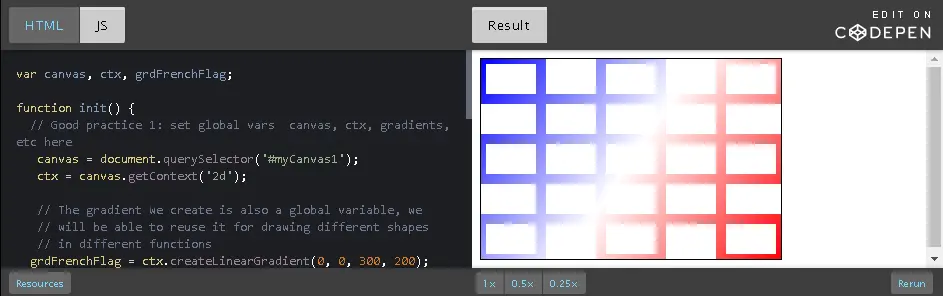 HTML JS Result EDIT ON
CODEPEN
var canvas, ctx, grdFrenchFlag;
function init() {
// Good practice 1: set global vars  canvas, ctx, gradients,
etc here
canvas = document.querySelector('#myCanvas1');
ctx = canvas.getContext('2d');
// The gradient we create is also a global variable, we
// will be able to reuse it for drawing different shapes
// in different functions
grdFrenchFlag = ctx.createLinearGradient(0, 0, 300, 200);
Resources 1x 0.5x 0.25x Rerun